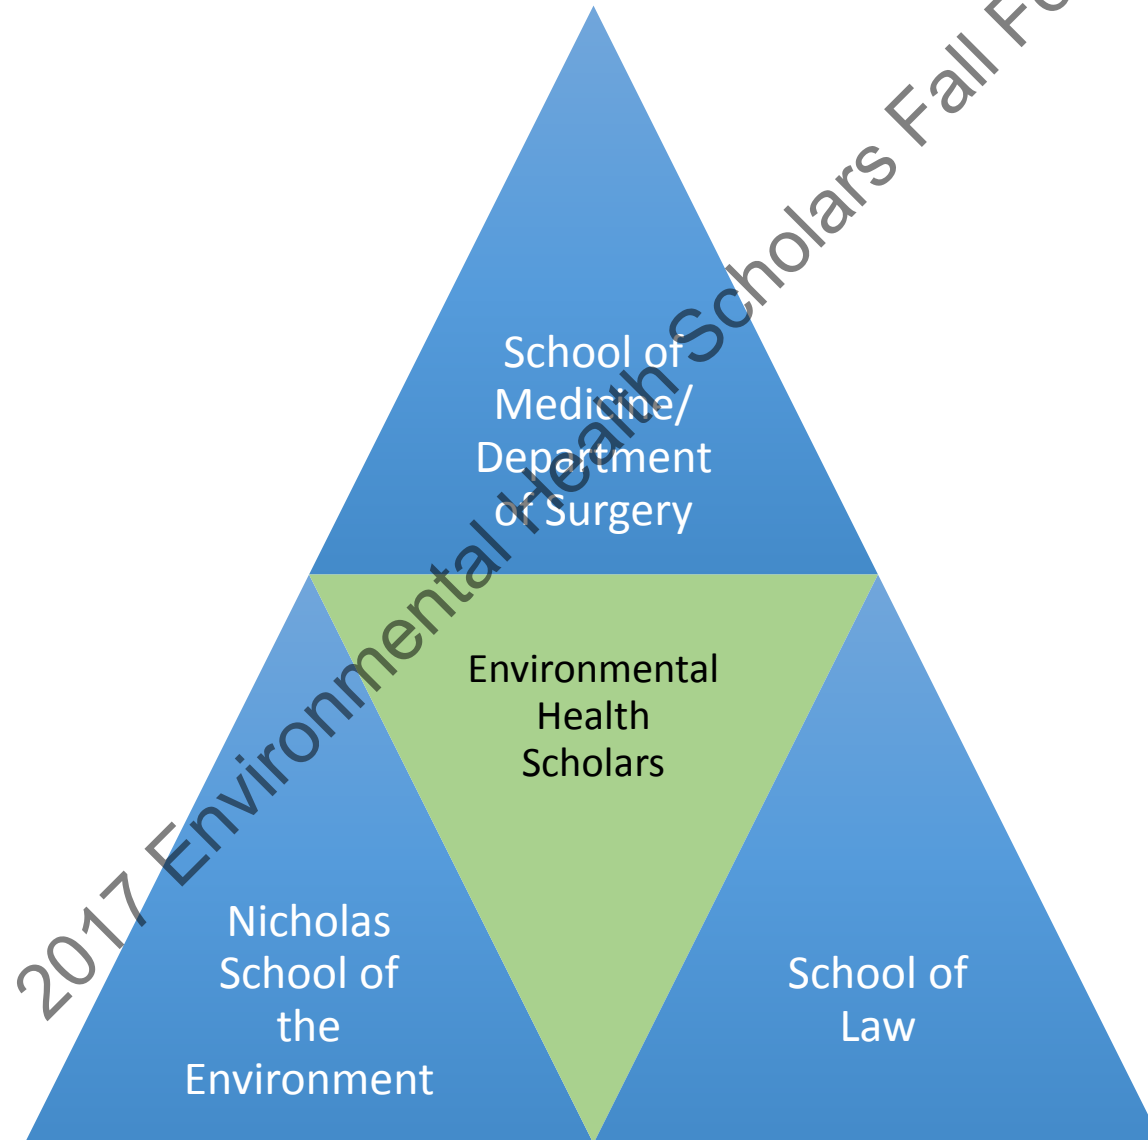 2017 Environmental Health Scholars Fall
School of
Medicine/
Department
of Surgery
Environmental
Health
Scholars
Nicholas
School of
the
Environment
School of
Law